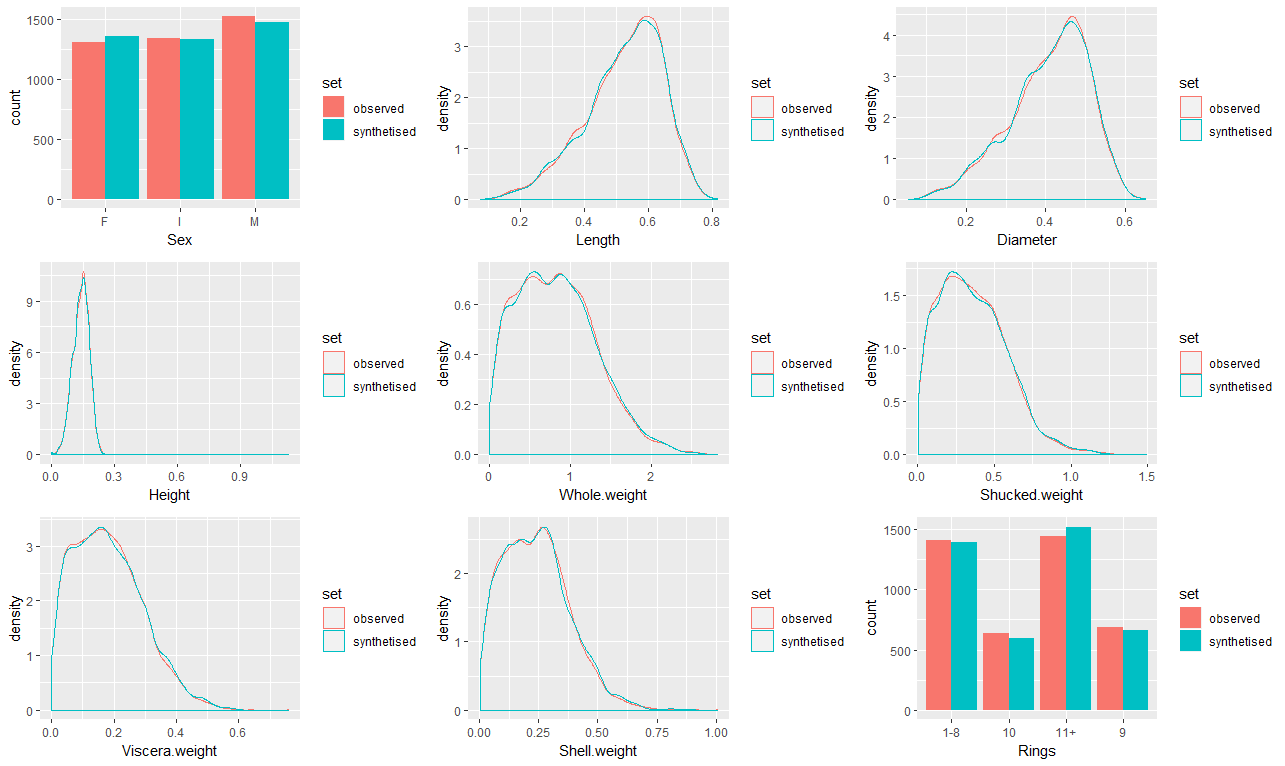 1500
1000
500
0
count
F
I
M
Sex
set
observed
synthetised
3
2
1
0
density
0.2
0.4
0.6
0.8
Length
set
observed
synthetised
4
3
2
1
0
density
0.2
0.4
0.6
Diameter
set
observed
synthetised
9
6
3
0
density
0.0
0.3
0.6
0.9
Height
set
observed
synthetised
0.6
0.4
0.2
0.0
density
0
1
2
Whole.weight
set
observed
synthetised
1.5
1.0
0.5
0.0
density
0.0
0.5
1.0
1.5
Shucked.weight
set
observed
synthetised
3
2
1
0
density
0.0
0.2
0.4
0.6
Viscera.weight
set
observed
synthetised
2
1
0
density
0.00
0.25
0.50
0.75
1.00
Shell.weight
set
observed
synthetised
1500
1000
500
0
count
1-8
10
11+
9
Rings
set
observed
synthetised